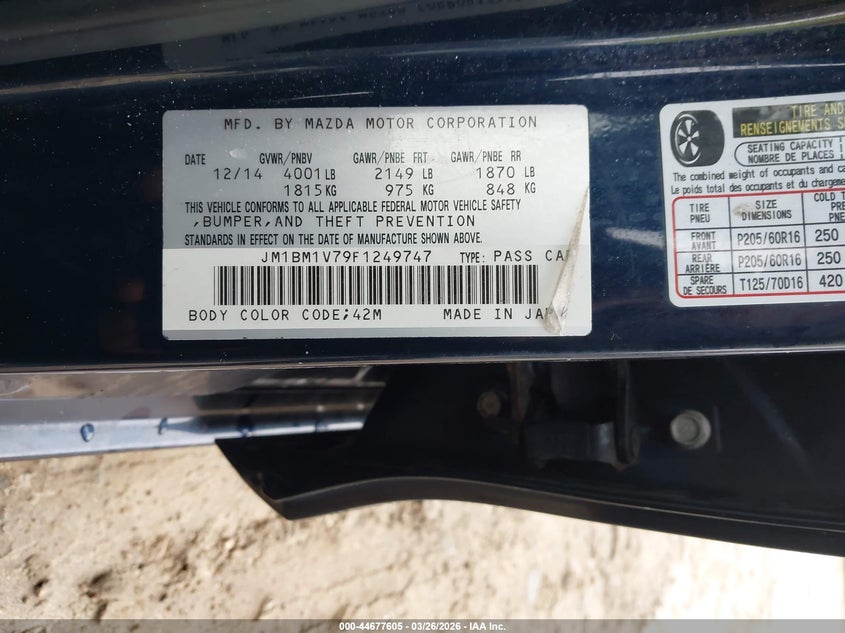 MFD. BY MAZDA MOTOR CORPORATION
DATE GVWR/PNBV GAWR/PNBE FRT GAWR/PNBE RR
12/14 4001 LB 2149 LB 1870 LB
1815 KG 975 KG 848 KG
THIS VEHICLE CONFORMS TO ALL APPLICABLE FEDERAL MOTOR VEHICLE SAFETY
,BUMPER,AND THEFT PREVENTION
STANDARDS IN EFFECT ON THE DATE OF MANUFACTURE SHOWN ABOVE.
JM1BM1V79F1249747 TYPE: PASS CA
BODY COLOR CODE;42M MADE IN JAPA
TIRE AND
RENSEIGNEMENTS S
SEATING CAPACITY
NOMBRE DE PLACES
The combined weight of occupants and ca
Le poids total des occupants et du
TIRE PNEU SIZE DIMENSIONS COLD
FRONT AVANT P205/60R16 250
REAR ARRIÈRE P205/60R16 250
SPARE DE SECOURS T125/70D16 420
000-44677605 - 03/26/2026 - IAA Inc.